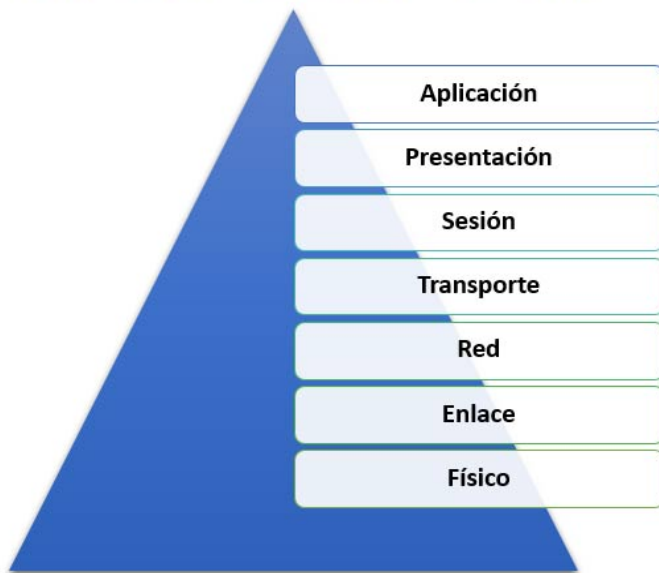 Aplicación
Presentación
Sesión
Transporte
Red
Enlace
Físico